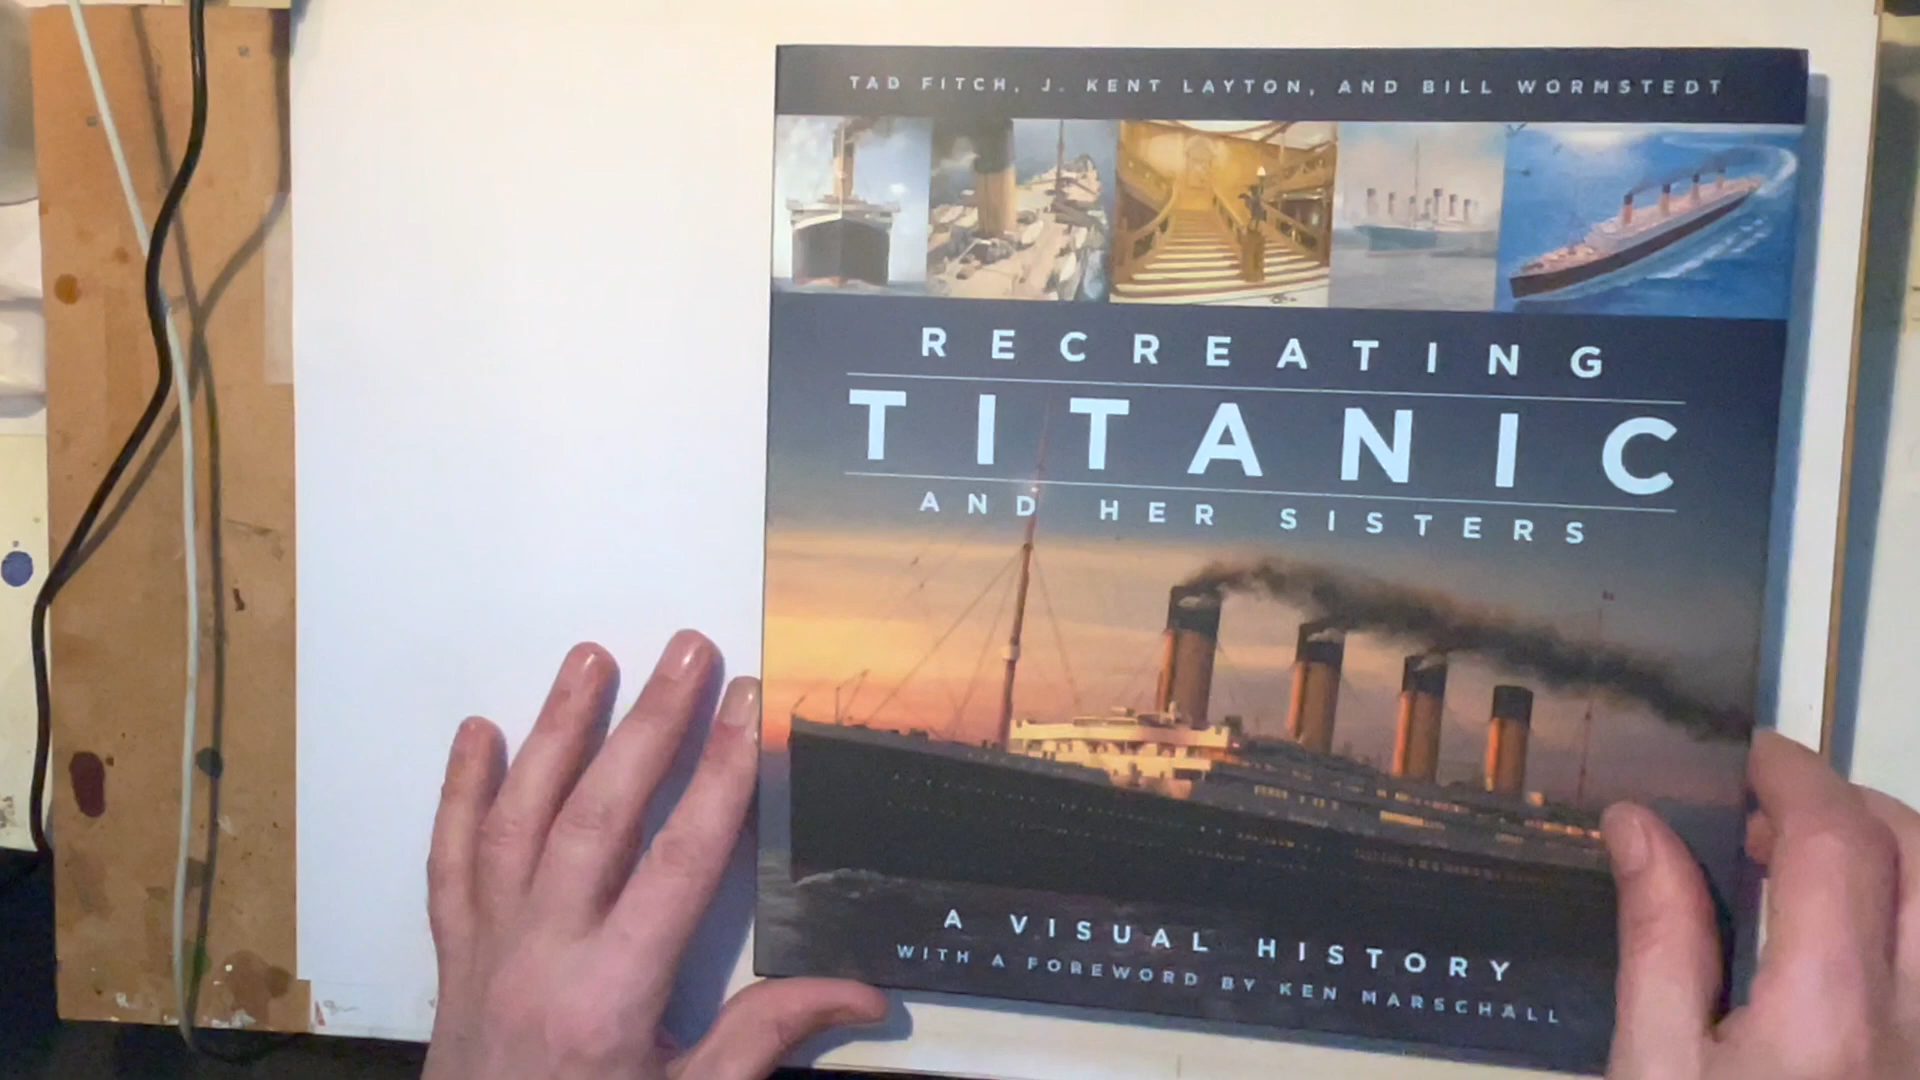 TAD FITCH, J. KENT LAYTON, AND BILL WORMSTEDT
RECREATING
TITANIC
AND HER SISTERS
A VISUAL HISTORY
WITH A FOREWORD BY KEN MARSCHALL